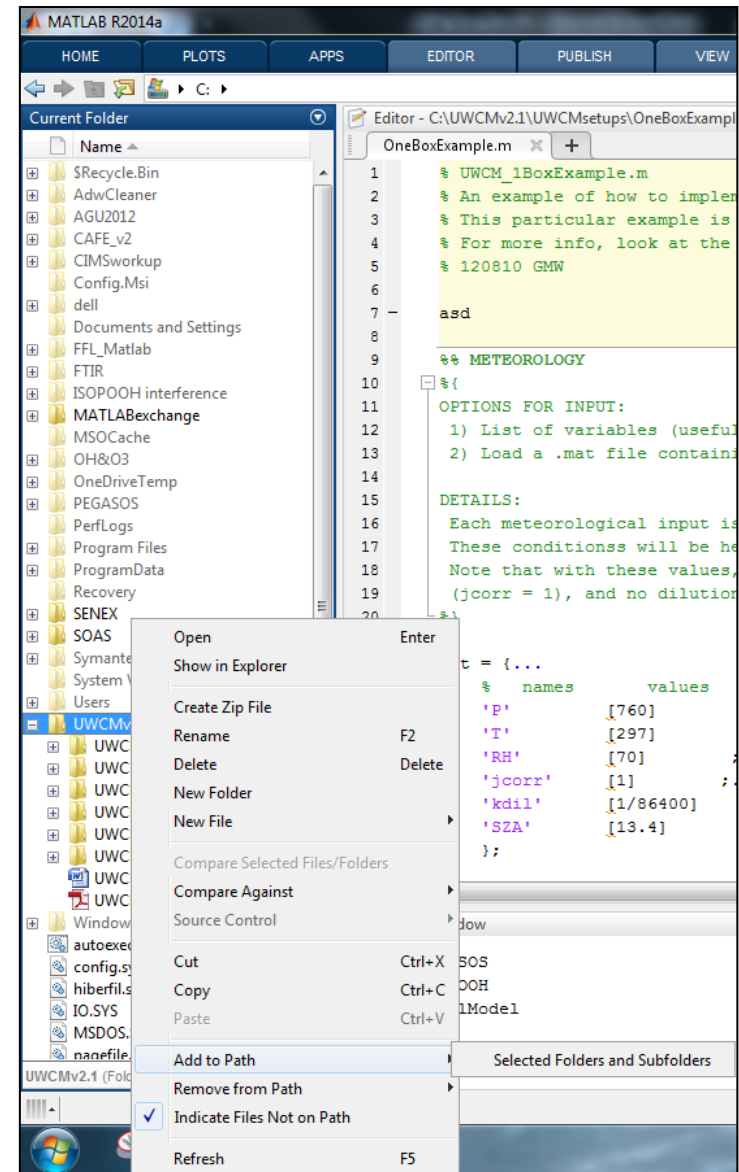 MATLAB R2014a
HOME PLOTS APPS EDITOR PUBLISH VIEW
C:
Current Folder
Name
$Recycle.Bin
AdwCleaner
AGU2012
CAFE_v2
CIMSworkup
Config.Msi
dell
Documents and Settings
FFL_Matlab
FTIR
ISOPOOH interference
MATLABexchange
MSOCache
OH&O3
OneDriveTemp
PEGASOS
PerfLogs
Program Files
ProgramData
Recovery
SENEX
SOAS
Symante
System V
Users
UWCMv
UWC
UWC
UWC
UWC
UWC
UWC
UWC
UWC
Window
autoexec
config.sy
hiberfil.s
IO.SYS
MSDOS.
pagefile.
UWCMv2.1 (Fold
Editor - C:\UWCMv2.1\UWCMsetups\OneBoxExampl
OneBoxExample.m
1 % UWCM_1BoxExample.m
2 % An example of how to implem
3 % This particular example is
4 % For more info, look at the
5 % 120810 GMW
6
7 asd
8
9 %% METEOROLOGY
10 %{
11 OPTIONS FOR INPUT:
12 1) List of variables (useful
13 2) Load a .mat file containi
14
15 DETAILS:
16 Each meteorological input is
17 These conditionss will be he
18 Note that with these values,
19 (jcorr = 1), and no dilution
20 %}
t = {...
% names values
'P' [760]
'T' [297]
'RH' [70] ;
'jcorr' [1] ;.
'kdil' [1/86400]
'SZA' [13.4]
};
dow
SOS
OOH
lModel
Open Enter
Show in Explorer
Create Zip File
Rename F2
Delete Delete
New Folder
New File
Compare Selected Files/Folders
Compare Against
Source Control
Cut Ctrl+X
Copy Ctrl+C
Paste Ctrl+V
Add to Path
Selected Folders and Subfolders
Remove from Path
Indicate Files Not on Path
Refresh F5